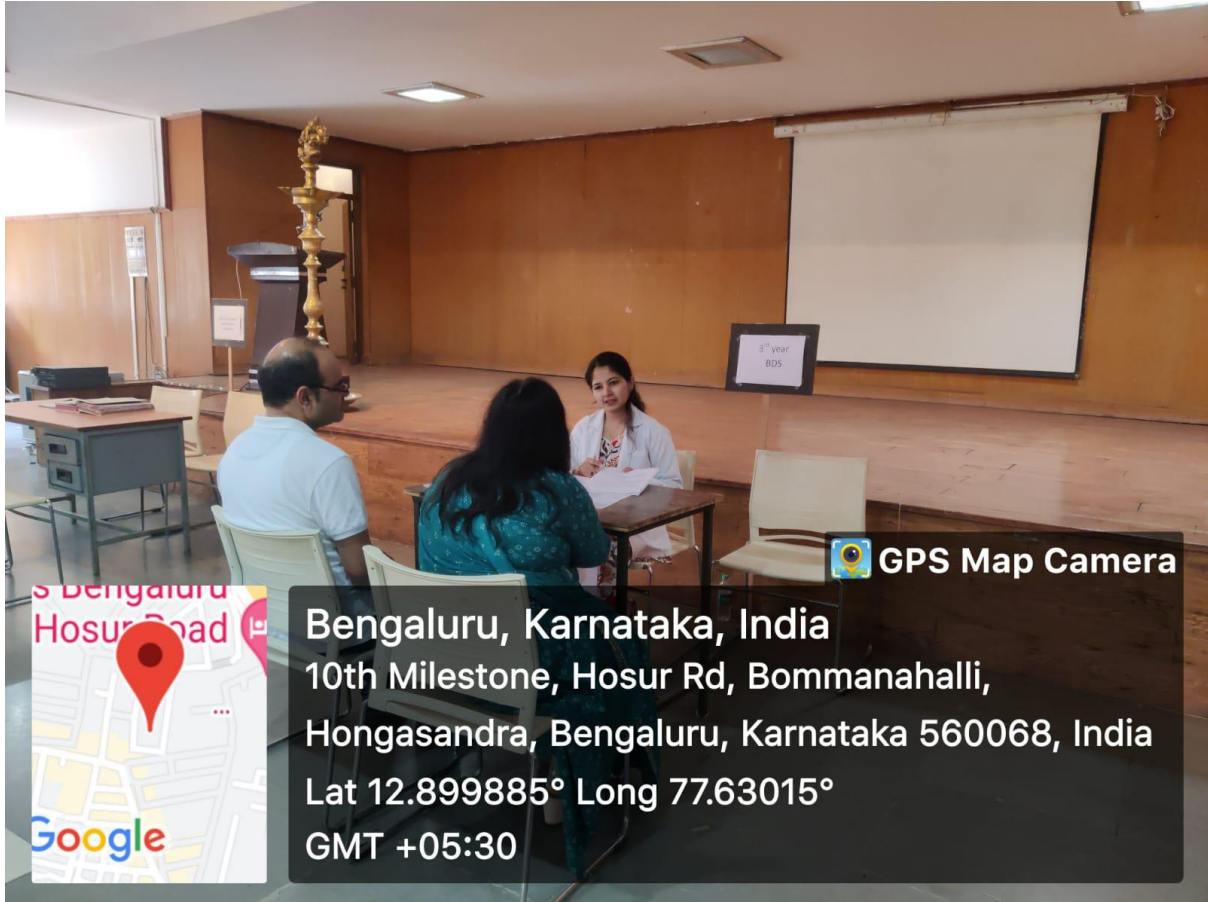 3rd year
BDS
GPS Map Camera
s Bengaluru
Hosur Road
Google
Bengaluru, Karnataka, India
10th Milestone, Hosur Rd, Bommanahalli,
Hongasandra, Bengaluru, Karnataka 560068, India
Lat 12.899885° Long 77.63015°
GMT +05:30